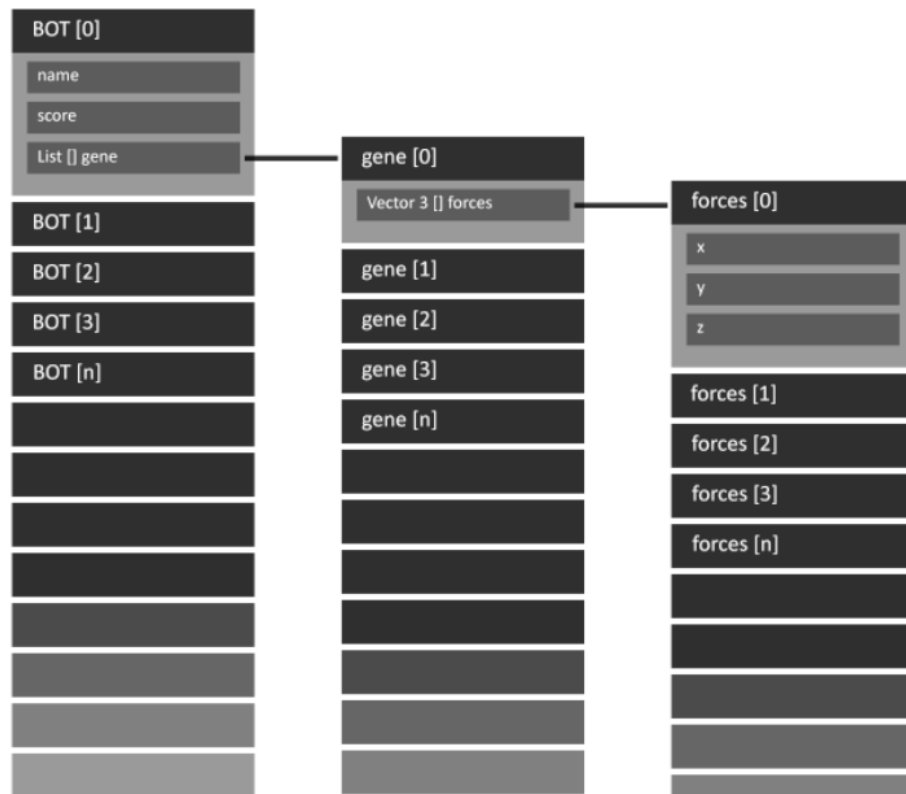 BOT [0]
name
score
List [] gene
BOT [1]
BOT [2]
BOT [3]
BOT [n]
gene [0]
Vector 3 [] forces
gene [1]
gene [2]
gene [3]
gene [n]
forces [0]
x
y
z
forces [1]
forces [2]
forces [3]
forces [n]